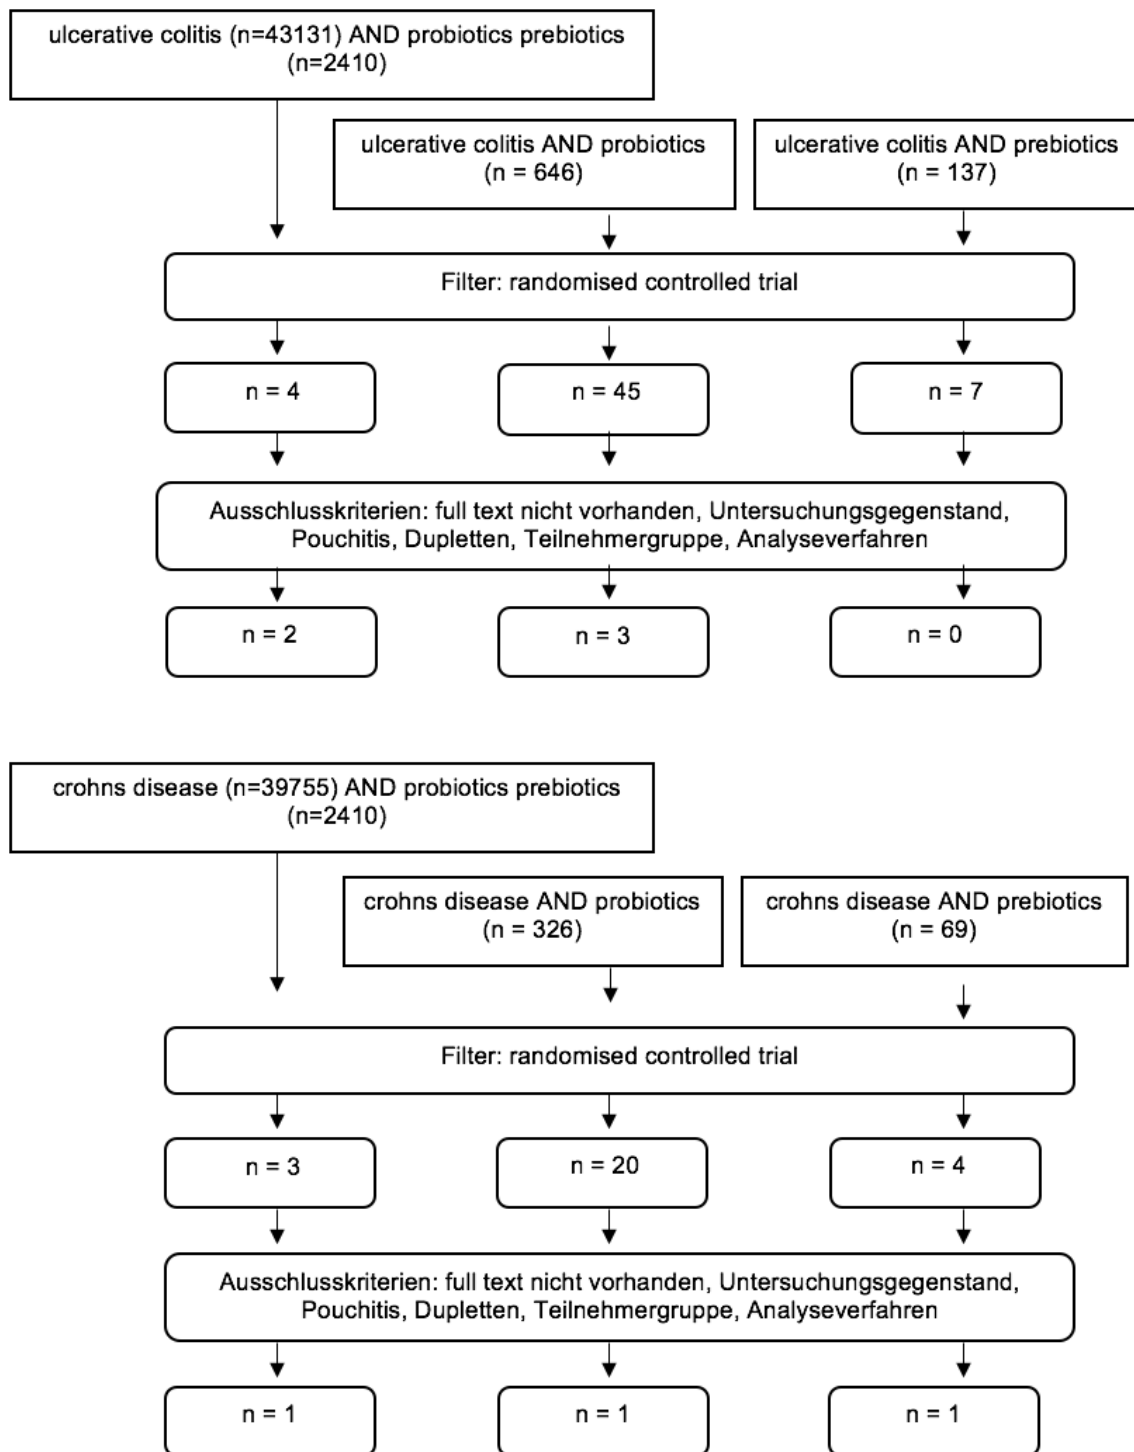 ulcerative colitis (n=43131) AND probiotics prebiotics
(n=2410)
ulcerative colitis AND probiotics
(n = 646)
ulcerative colitis AND prebiotics
(n = 137)
Filter: randomised controlled trial
n = 4
n = 45
n = 7
Ausschlusskriterien: full text nicht vorhanden, Untersuchungsgegenstand,
Pouchitis, Dupletten, Teilnehmergruppe, Analyseverfahren
n = 2
n = 3
n = 0
crohns disease (n=39755) AND probiotics prebiotics
(n=2410)
crohns disease AND probiotics
(n = 326)
crohns disease AND prebiotics
(n = 69)
Filter: randomised controlled trial
n = 3
n = 20
n = 4
Ausschlusskriterien: full text nicht vorhanden, Untersuchungsgegenstand,
Pouchitis, Dupletten, Teilnehmergruppe, Analyseverfahren
n = 1
n = 1
n = 1